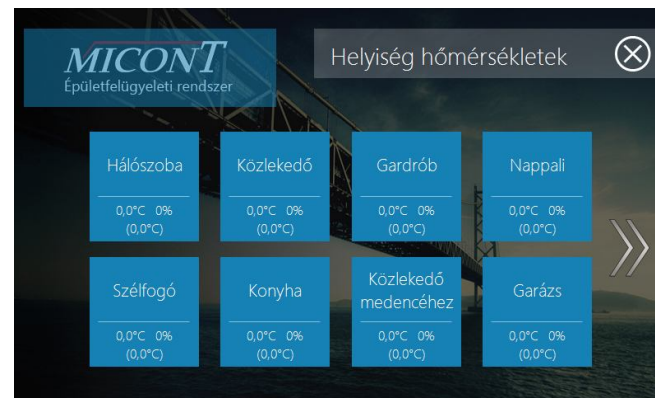 MICONT
Épületfelügyeleti rendszer
Helyiség hőmérsékletek
Hálószoba
0,0°C 0%
(0,0°C)
Közlekedő
0,0°C 0%
(0,0°C)
Gardrób
0,0°C 0%
(0,0°C)
Nappali
0,0°C 0%
(0,0°C)
Szélfogó
0,0°C 0%
(0,0°C)
Konyha
0,0°C 0%
(0,0°C)
Közlekedő
medencéhez
0,0°C 0%
(0,0°C)
Garázs
0,0°C 0%
(0,0°C)